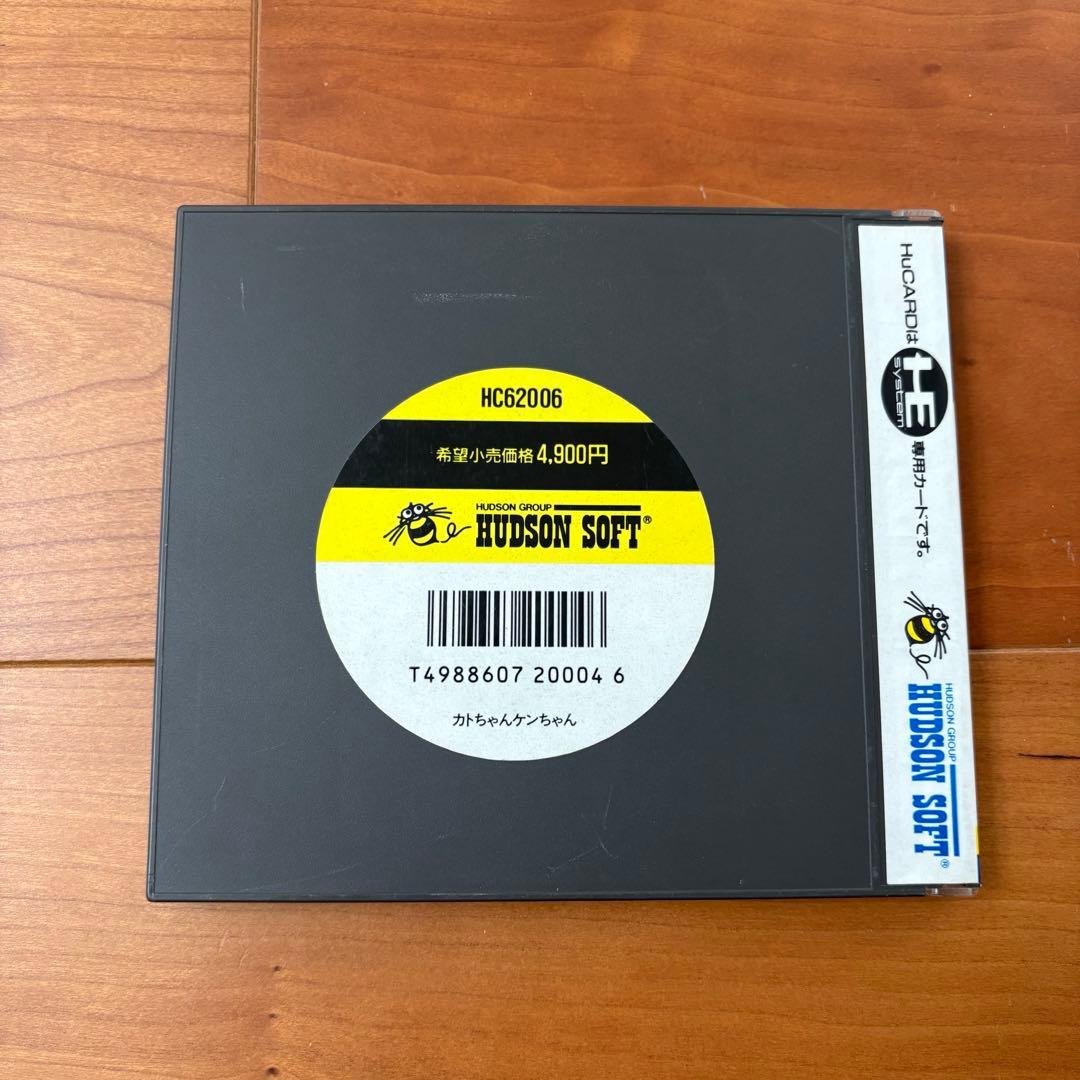 HC62006
希望小売価格4,900円
HUDSON GROUP
HUDSON SOFT®
T4988607 20004 6
カトちゃんケンちゃん
HuCARDは HE system 専用カードです。
HUDSON GROUP
HUDSON SOFT®